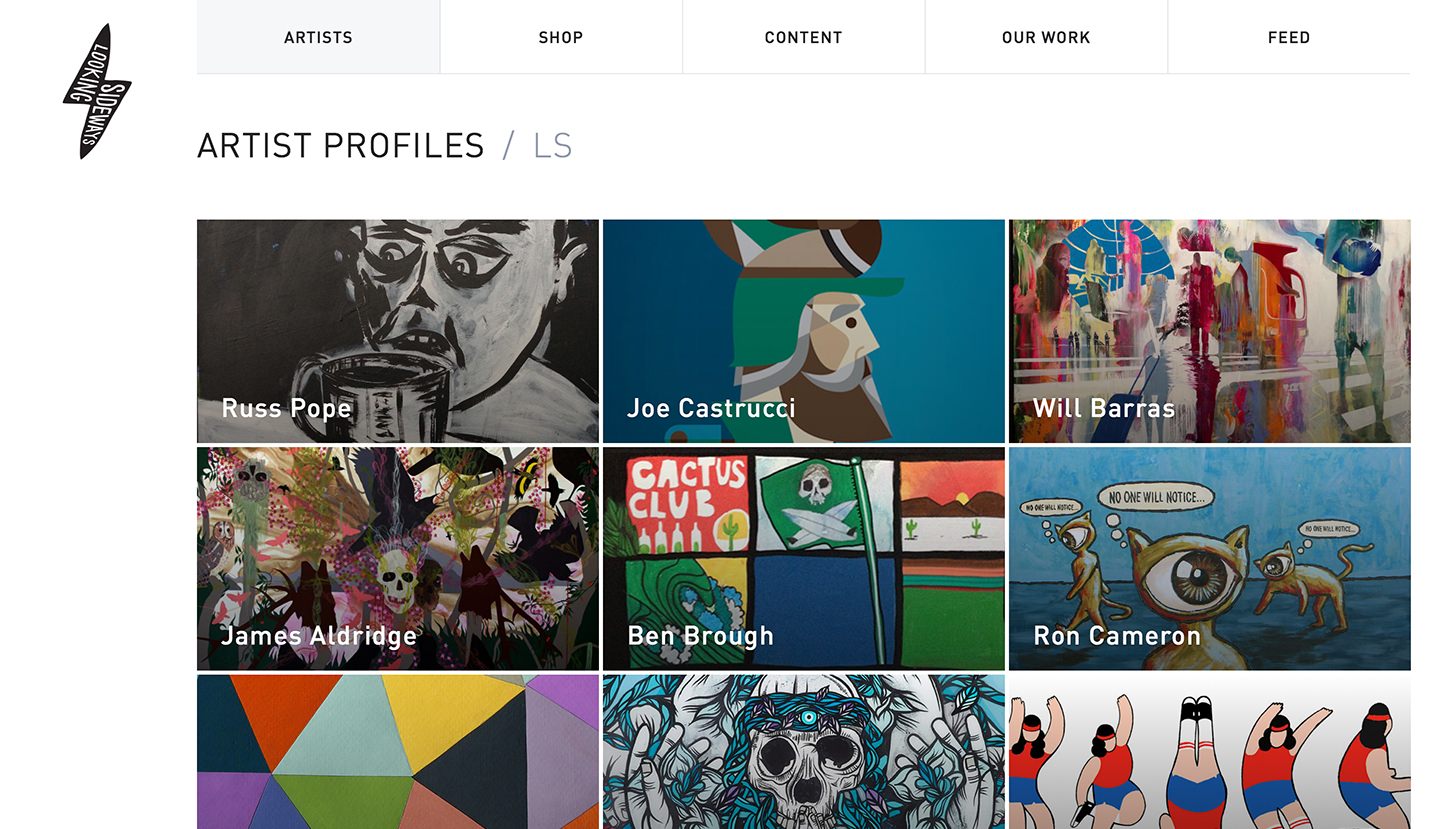 LOOKING
SIDEWAYS
ARTISTS
SHOP
CONTENT
OUR WORK
FEED
ARTIST PROFILES / LS
Russ Pope
Joe Castrucci
Will Barras
CACTUS
CLUB
NO ONE WILL NOTICE...
NO ONE WILL NOTICE...
NO ONE WILL NOTICE...
James Aldridge
Ben Brough
Ron Cameron